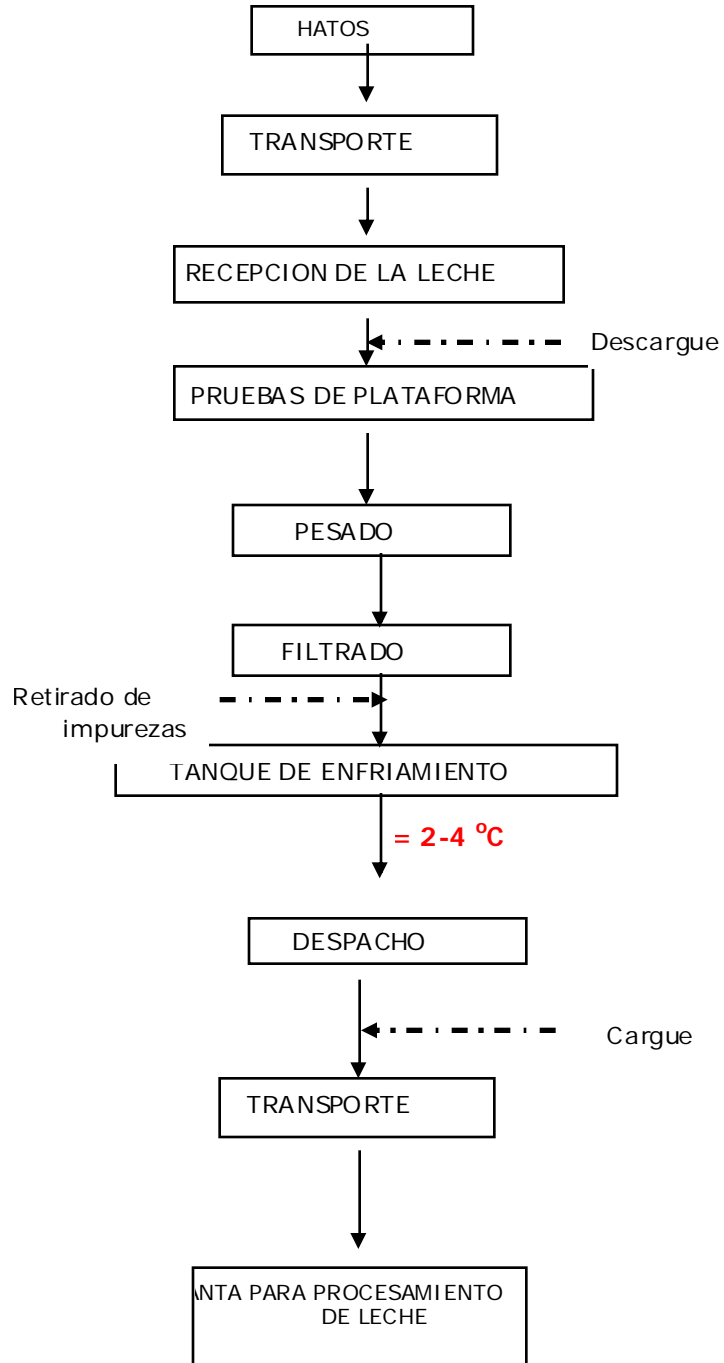 HATOS
TRANSPORTE
RECEPCION DE LA LECHE
Descargue
PRUEBAS DE PLATAFORMA
PESADO
FILTRADO
Retirado de
impurezas
TANQUE DE ENFRIAMIENTO
= 2-4 ºC
DESPACHO
Cargue
TRANSPORTE
ANTA PARA PROCESAMIENTO
DE LECHE